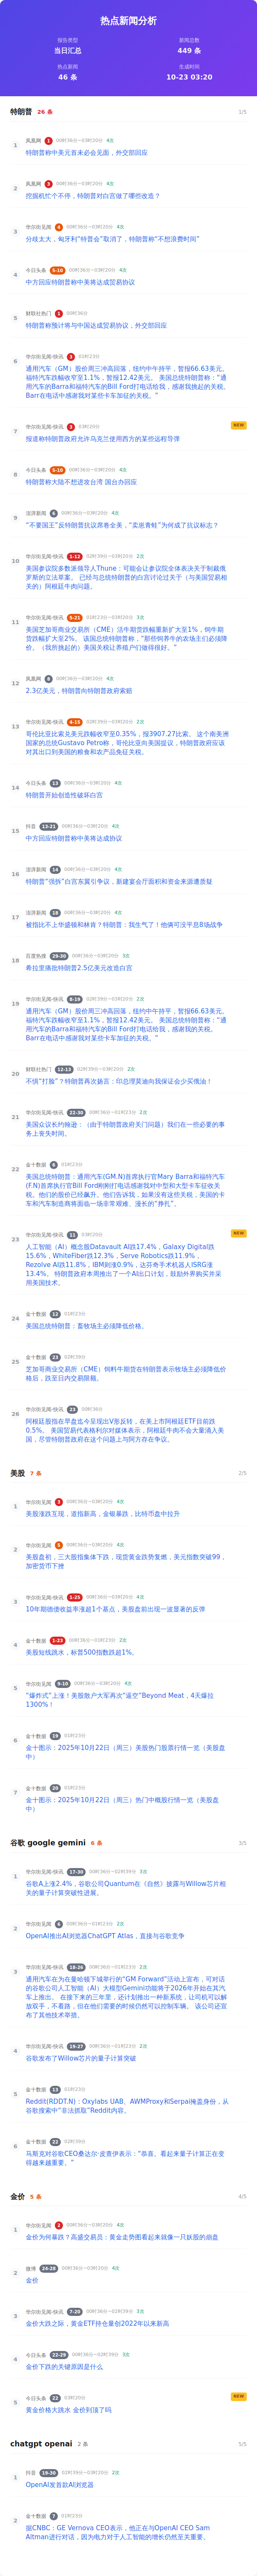 热点新闻分析
报告类型
新闻总数
当日汇总
449 条
热点新闻
生成时间
46 条
10-23 03:20
特朗普 26 条 1/5
1 凤凰网 1 00时36分~03时20分 4次
特朗普称中美元首未必会见面,外交部回应
2 凤凰网 3 00时36分~03时20分 4次
挖掘机忙个不停,特朗普对白宫做了哪些改造?
3 华尔街见闻 4 00时36分~03时20分 4次
分歧太大,匈牙利“特普会”取消了,特朗普称“不想浪费时间”
4 今日头条 5-10 00时36分~03时20分 4次
中方回应特朗普称中美将达成贸易协议
5 财联社热门 1 00时36分
特朗普称预计将与中国达成贸易协议,外交部回应
6 华尔街见闻-快讯 3 01时23分
通用汽车(GM)股价周三冲高回落,纽约中午持平,暂报66.63美元,
福特汽车跌幅收窄至1.1%,暂报12.42美元。 美国总统特朗普称:“通
用汽车的Barra和福特汽车的Bill Ford打电话给我,感谢我挑起的关税。
Barr在电话中感谢我对某些卡车加征的关税。”
7 华尔街见闻-快讯 3 03时20分 NEW
报道称特朗普政府允许乌克兰使用西方的某些远程导弹
8 今日头条 5-10 00时36分~03时20分 4次
特朗普称大陆不想进攻台湾 国台办回应
9 澎湃新闻 6 00时36分~03时20分 4次
“不要国王”反特朗普抗议席卷全美,“卖恩青蛙”为何成了抗议标志?
10 华尔街见闻-快讯 1-12 02时39分~03时20分 2次
美国参议院多数派领导人Thune:可能会让参议院全体表决关于制裁俄
罗斯的立法草案。 已经与总统特朗普的白宫讨论过关于(与美国贸易相
关的)阿根廷牛肉问题。
11 华尔街见闻-快讯 5-21 02时23分~03时20分 3次
美国芝加哥商业交易所(CME)活牛期货跌幅重新扩大至1%,饲牛期
货跌幅扩大至2%。 该国总统特朗普称,“那些饲养牛的农场主们必须降
价。(我所挑起的)美国关税让养殖户们做得很好。”
12 凤凰网 8 00时36分~03时20分 4次
2.3亿美元,特朗普向特朗普政府索赔
13 华尔街见闻-快讯 4-15 02时39分~03时20分 2次
哥伦比亚比索兑美元跌幅收窄至0.35%,报3907.27比索。 这个南美洲
国家的总统Gustavo Petro称,哥伦比亚向美国提议,特朗普政府应该
对其出口到美国的粮食和农产品免征关税。
14 今日头条 13 00时36分~03时20分 4次
特朗普开始创造性破坏白宫
15 抖音 13-21 00时36分~03时20分 4次
中方回应特朗普称中美将达成协议
16 澎湃新闻 14 00时36分~03时20分 4次
特朗普“强拆”白宫东翼引争议,新建宴会厅面积和资金来源遭质疑
17 澎湃新闻 18 00时36分~03时20分 4次
被指比不上华盛顿和林肯?特朗普:我生气了!他俩可没平息8场战争
18 百度热搜 29-30 00时36分~03时20分 3次
希拉里痛批特朗普2.5亿美元改造白宫
19 华尔街见闻-快讯 8-19 02时39分~03时20分 2次
通用汽车(GM)股价周三冲高回落,纽约中午持平,暂报66.63美元,
福特汽车跌幅收窄至1.1%,暂报12.42美元。 美国总统特朗普称:“通
用汽车的Barra和福特汽车的Bill Ford打电话给我,感谢我的关税。
Barr在电话中感谢我对某些卡车加征的关税。”
20 财联社热门 12-13 02时39分~03时20分 2次
不惧“打脸”?特朗普再次扬言:印总理莫迪向我保证会少买俄油!
21 华尔街见闻-快讯 22-30 00时36分~01时23分 2次
美国众议长约翰逊:(由于特朗普政府关门问题)我们在一些必要的事
务上丧失时间。
22 金十数据 6 01时23分
美国总统特朗普:通用汽车(GM.N)首席执行官Mary Barra和福特汽车
(F.N)首席执行官Bill Ford刚刚打电话感谢我对中型和大型卡车征收关
税。他们的股价已经飙升。他们告诉我,如果没有这些关税,美国的卡
车和汽车制造商将面临一场非常艰难、漫长的“挣扎”。
23 华尔街见闻-快讯 11 03时20分 NEW
人工智能(AI)概念股Datavault AI跌17.4%,Galaxy Digital跌
15.6%,WhiteFiber跌12.3%,Serve Robotics跌11.9%,
Rezolve AI跌11.8%,IBM则涨0.9%,达芬奇手术机器人ISRG涨
13.4%。 特朗普政府本周推出了一个AI出口计划,鼓励外界购买并采
用美国技术。
24 金十数据 12 01时23分
美国总统特朗普:畜牧场主必须降低价格。
25 金十数据 23 02时39分
芝加哥商业交易所(CME)饲料牛期货在特朗普表示牧场主必须降低价
格后,跌至日内交易限额。
26 华尔街见闻-快讯 23 00时36分
阿根廷股指在早盘迄今呈现出V形反转,在美上市阿根廷ETF目前跌
0.5%。 美国贸易代表格利尔对媒体表示,阿根廷牛肉不会大量涌入美
国,尽管特朗普政府在这个问题上与阿方存在争议。
美股 7 条 2/5
1 华尔街见闻 3 00时36分~03时20分 4次
美股涨跌互现,道指新高,金银暴跌,比特币盘中拉升
2 华尔街见闻 5 00时36分~03时20分 4次
美股盘初,三大股指集体下跌,现货黄金跌势复燃,美元指数突破99,
加密货币下挫
3 华尔街见闻-快讯 1-25 00时36分~02时20分 4次
10年期德债收益率涨超1个基点,美股盘前出现一波显著的反弹
4 金十数据 1-23 00时36分~01时23分 2次
美股短线跳水,标普500指数跌超1%。
5 华尔街见闻 9-10 00时36分~03时20分 4次
“爆炸式”上涨!美股散户大军再次“逼空”Beyond Meat,4天爆拉
1300%!
6 金十数据 19 01时23分
金十图示:2025年10月22日(周三)美股热门股票行情一览(美股盘
中)
7 金十数据 20 01时23分
金十图示:2025年10月22日(周三)热门中概股行情一览(美股盘
中)
谷歌 google gemini 6 条 3/5
1 华尔街见闻-快讯 17-30 00时36分~02时39分 3次
谷歌A上涨2.4%,谷歌公司Quantum在《自然》披露与Willow芯片相
关的量子计算突破性进展。
2 华尔街见闻 6 00时36分~01时23分 2次
OpenAI推出AI浏览器ChatGPT Atlas,直接与谷歌竞争
3 华尔街见闻-快讯 18-26 00时36分~01时23分 2次
通用汽车在为在曼哈顿下城举行的“GM Forward”活动上宣布,可对话
的谷歌公司人工智能(AI)大模型Gemini功能将于2026年开始在其汽
车上推出。 在接下来的三年里,还计划推出一种新系统,让司机可以解
放双手,不看路,但在他们需要的时候仍然可以控制车辆。 该公司还宣
布了其他技术举措。
4 华尔街见闻-快讯 19-27 00时36分~01时23分 2次
谷歌发布了Willow芯片的量子计算突破
5 金十数据 13 01时23分
Reddit(RDDT.N):Oxylabs UAB、AWMProxy和Serpai掩盖身份,从
谷歌搜索中“非法抓取”Reddit内容。
6 金十数据 22 02时39分
马斯克对谷歌CEO桑达尔·皮查伊表示:“恭喜。看起来量子计算正在变
得越来越重要。”
金价 5 条 4/5
1 华尔街见闻 2 00时36分~03时20分 4次
金价为何暴跌?高盛交易员:黄金走势图看起来就像一只妖股的崩盘
2 微博 24-26 00时36分~03时20分 4次
金价
3 华尔街见闻-快讯 7-20 00时36分~02时39分 3次
金价大跌之际,黄金ETF持仓量创2022年以来新高
4 今日头条 22-29 00时36分~02时39分 3次
金价下跌的关键原因是什么
5 今日头条 22 03时20分 NEW
黄金价格大跳水 金价到顶了吗
chatgpt openai 2 条 5/5
1 抖音 19-30 02时39分~03时20分 2次
OpenAI发首款AI浏览器
2 金十数据 7 01时23分
据CNBC:GE Vernova CEO表示,他正在与OpenAI CEO Sam
Altman进行对话,因为电力对于人工智能的增长仍然至关重要。